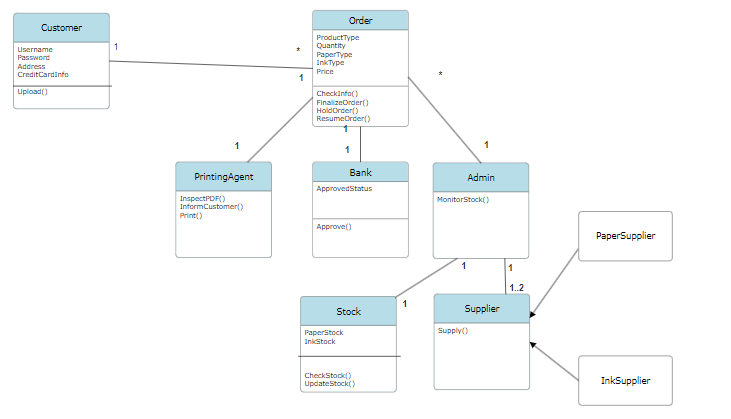 Customer
Username
Password
Address
CreditCardInfo
Upload()
1
*
Order
ProductType
Quantity
PaperType
InkType
Price
CheckInfo()
FinalizeOrder()
HoldOrder()
ResumeOrder()
1
1
1
1
*
1
PrintingAgent
InspectPDF()
InformCustomer()
Print()
Bank
ApprovedStatus
Approve()
Admin
MonitorStock()
1
1
1
1..2
Stock
PaperStock
InkStock
CheckStock()
UpdateStock()
Supplier
Supply()
PaperSupplier
InkSupplier